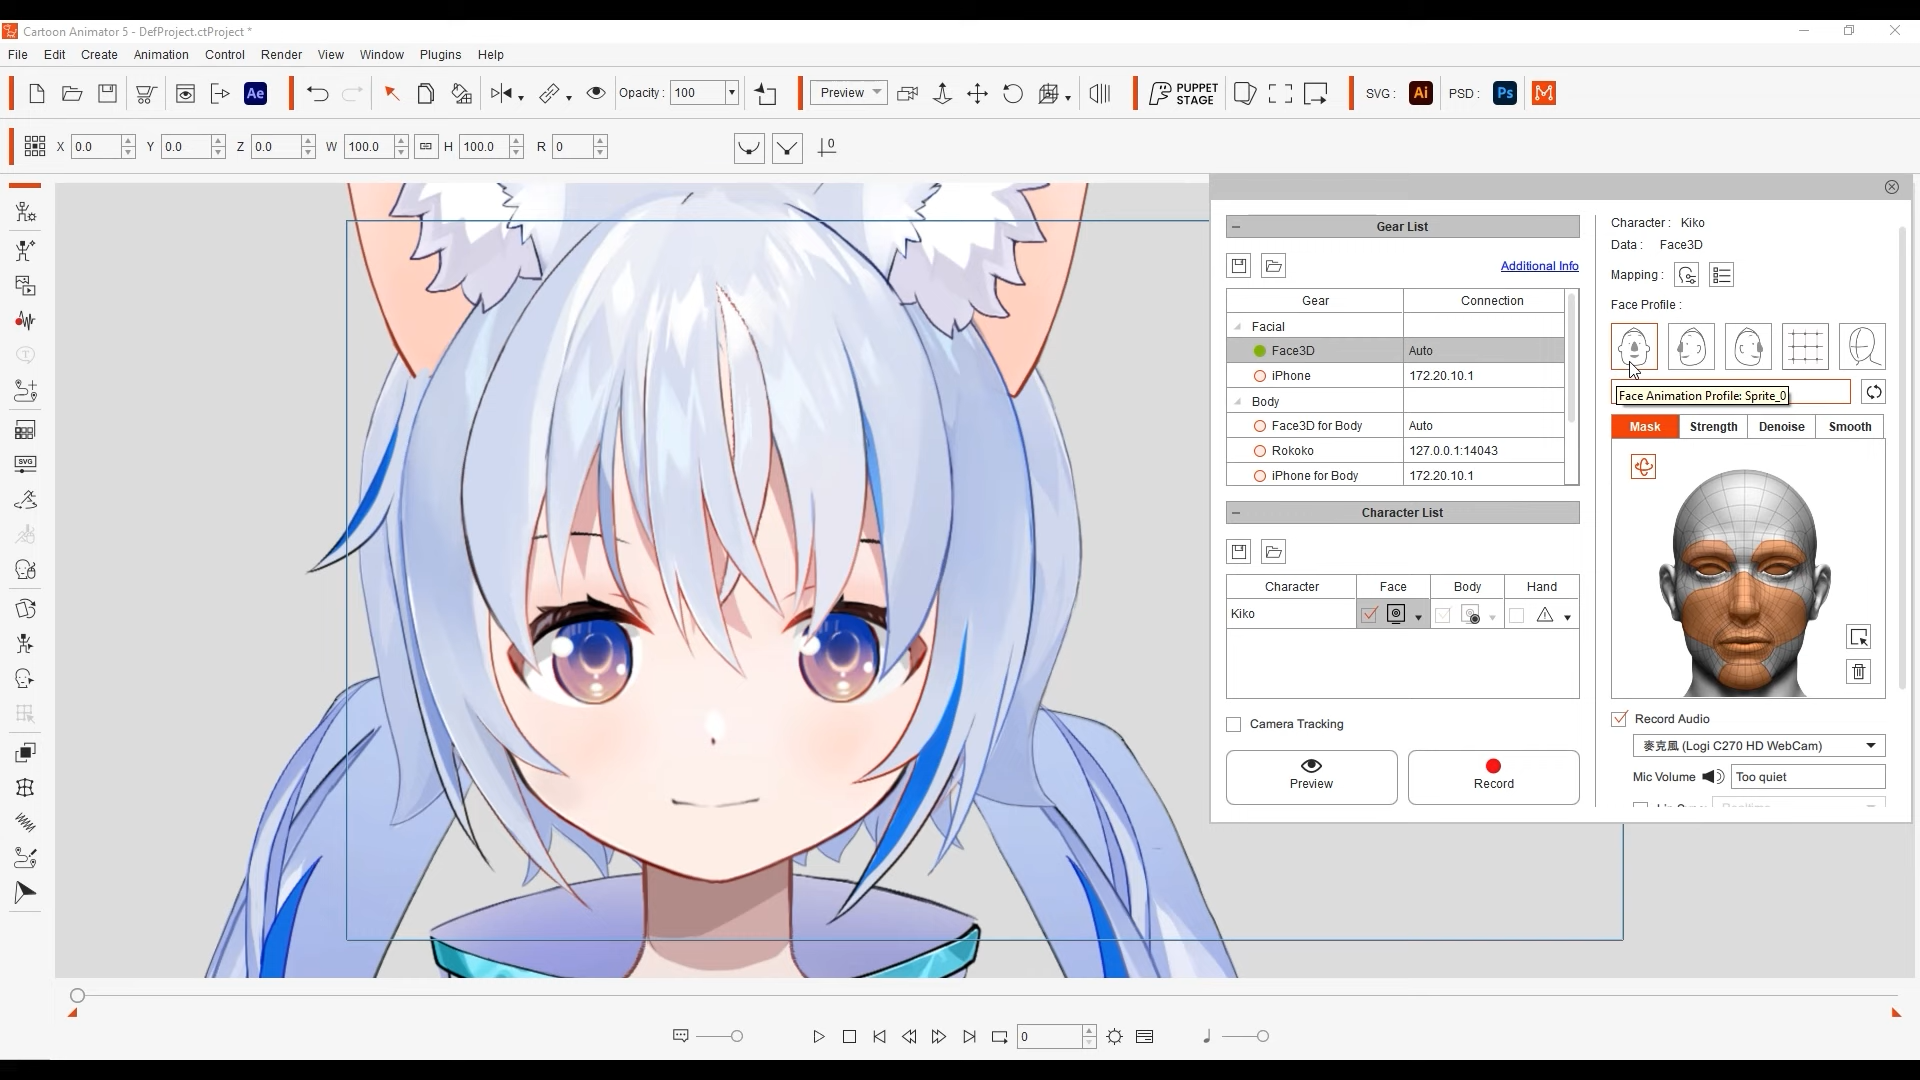 Cartoon Animator 5 - DefProject.ctProject *
File Edit Create Animation Control Render View Window Plugins Help
Ae Opacity : 100 Preview PUPPET STAGE SVG : Ai PSD : Ps
X 0.0 Y 0.0 Z 0.0 W 100.0 H 100.0 R 0 0
SVG
Gear List
Additional Info
Gear Connection
Facial
Face3D Auto
iPhone 172.20.10.1
Body
Face3D for Body Auto
Rokoko 127.0.0.1:14043
iPhone for Body 172.20.10.1
Character List
Character Face Body Hand
Kiko
Camera Tracking
Preview Record
Character : Kiko
Data : Face3D
Mapping :
Face Profile :
Face Animation Profile: Sprite_0
Mask Strength Denoise Smooth
Record Audio
麥克風 (Logi C270 HD WebCam)
Mic Volume Too quiet
0